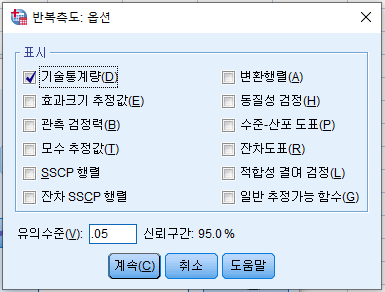 반복측도: 옵션
표시
기술통계량(D)
효과크기 추정값(E)
관측 검정력(B)
모수 추정값(T)
SSCP 행렬
잔차 SSCP 행렬
변환행렬(A)
동질성 검정(H)
수준-산포 도표(P)
잔차도표(R)
적합성 결여 검정(L)
일반 추정가능 함수(G)
유의수준(V): .05 신뢰구간: 95.0 %
계속(C) 취소 도움말